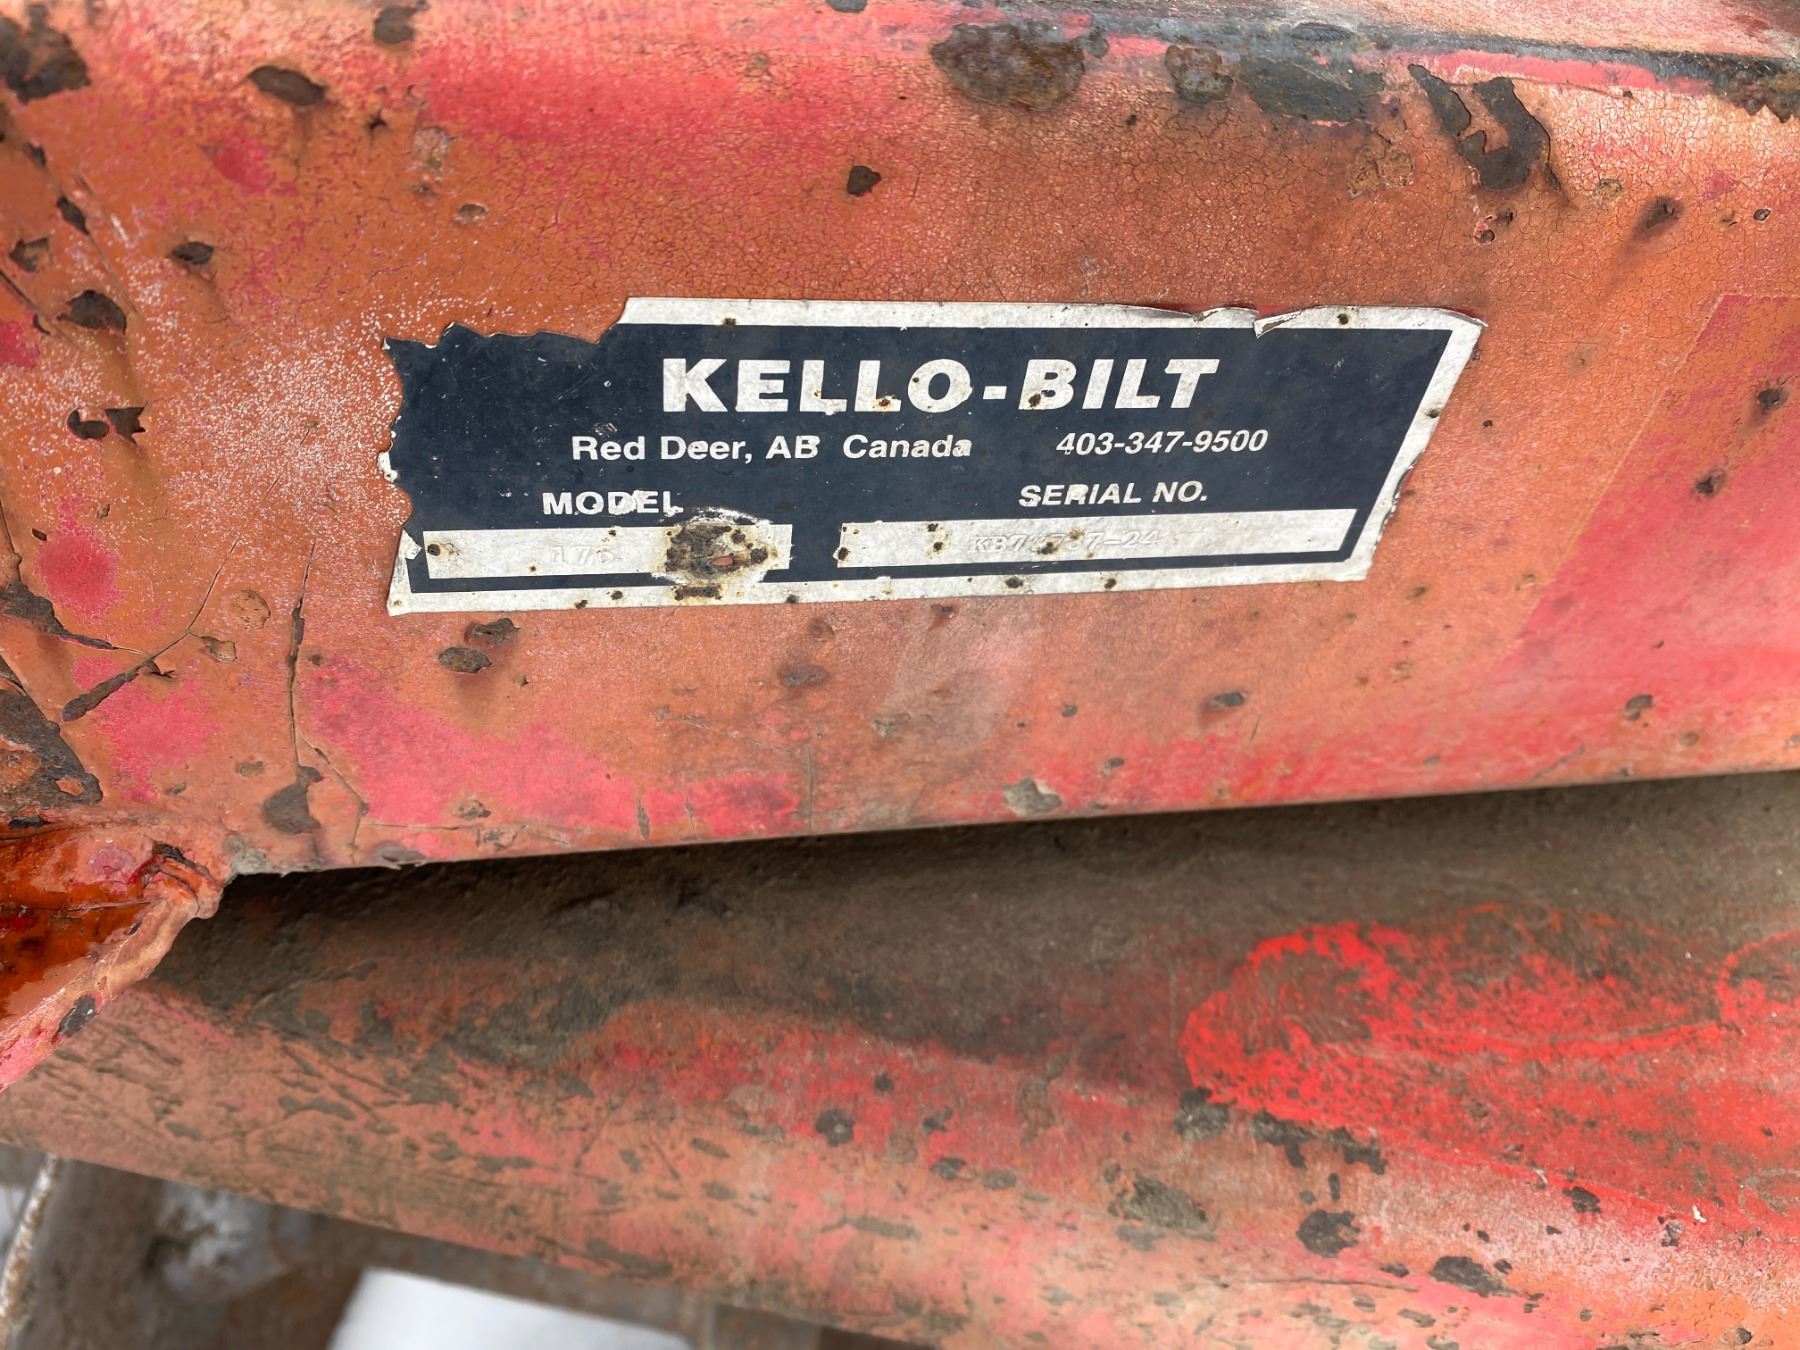 KELLO-BILT
Red Deer, AB Canada 403-347-9500
MODEL SERIAL NO.